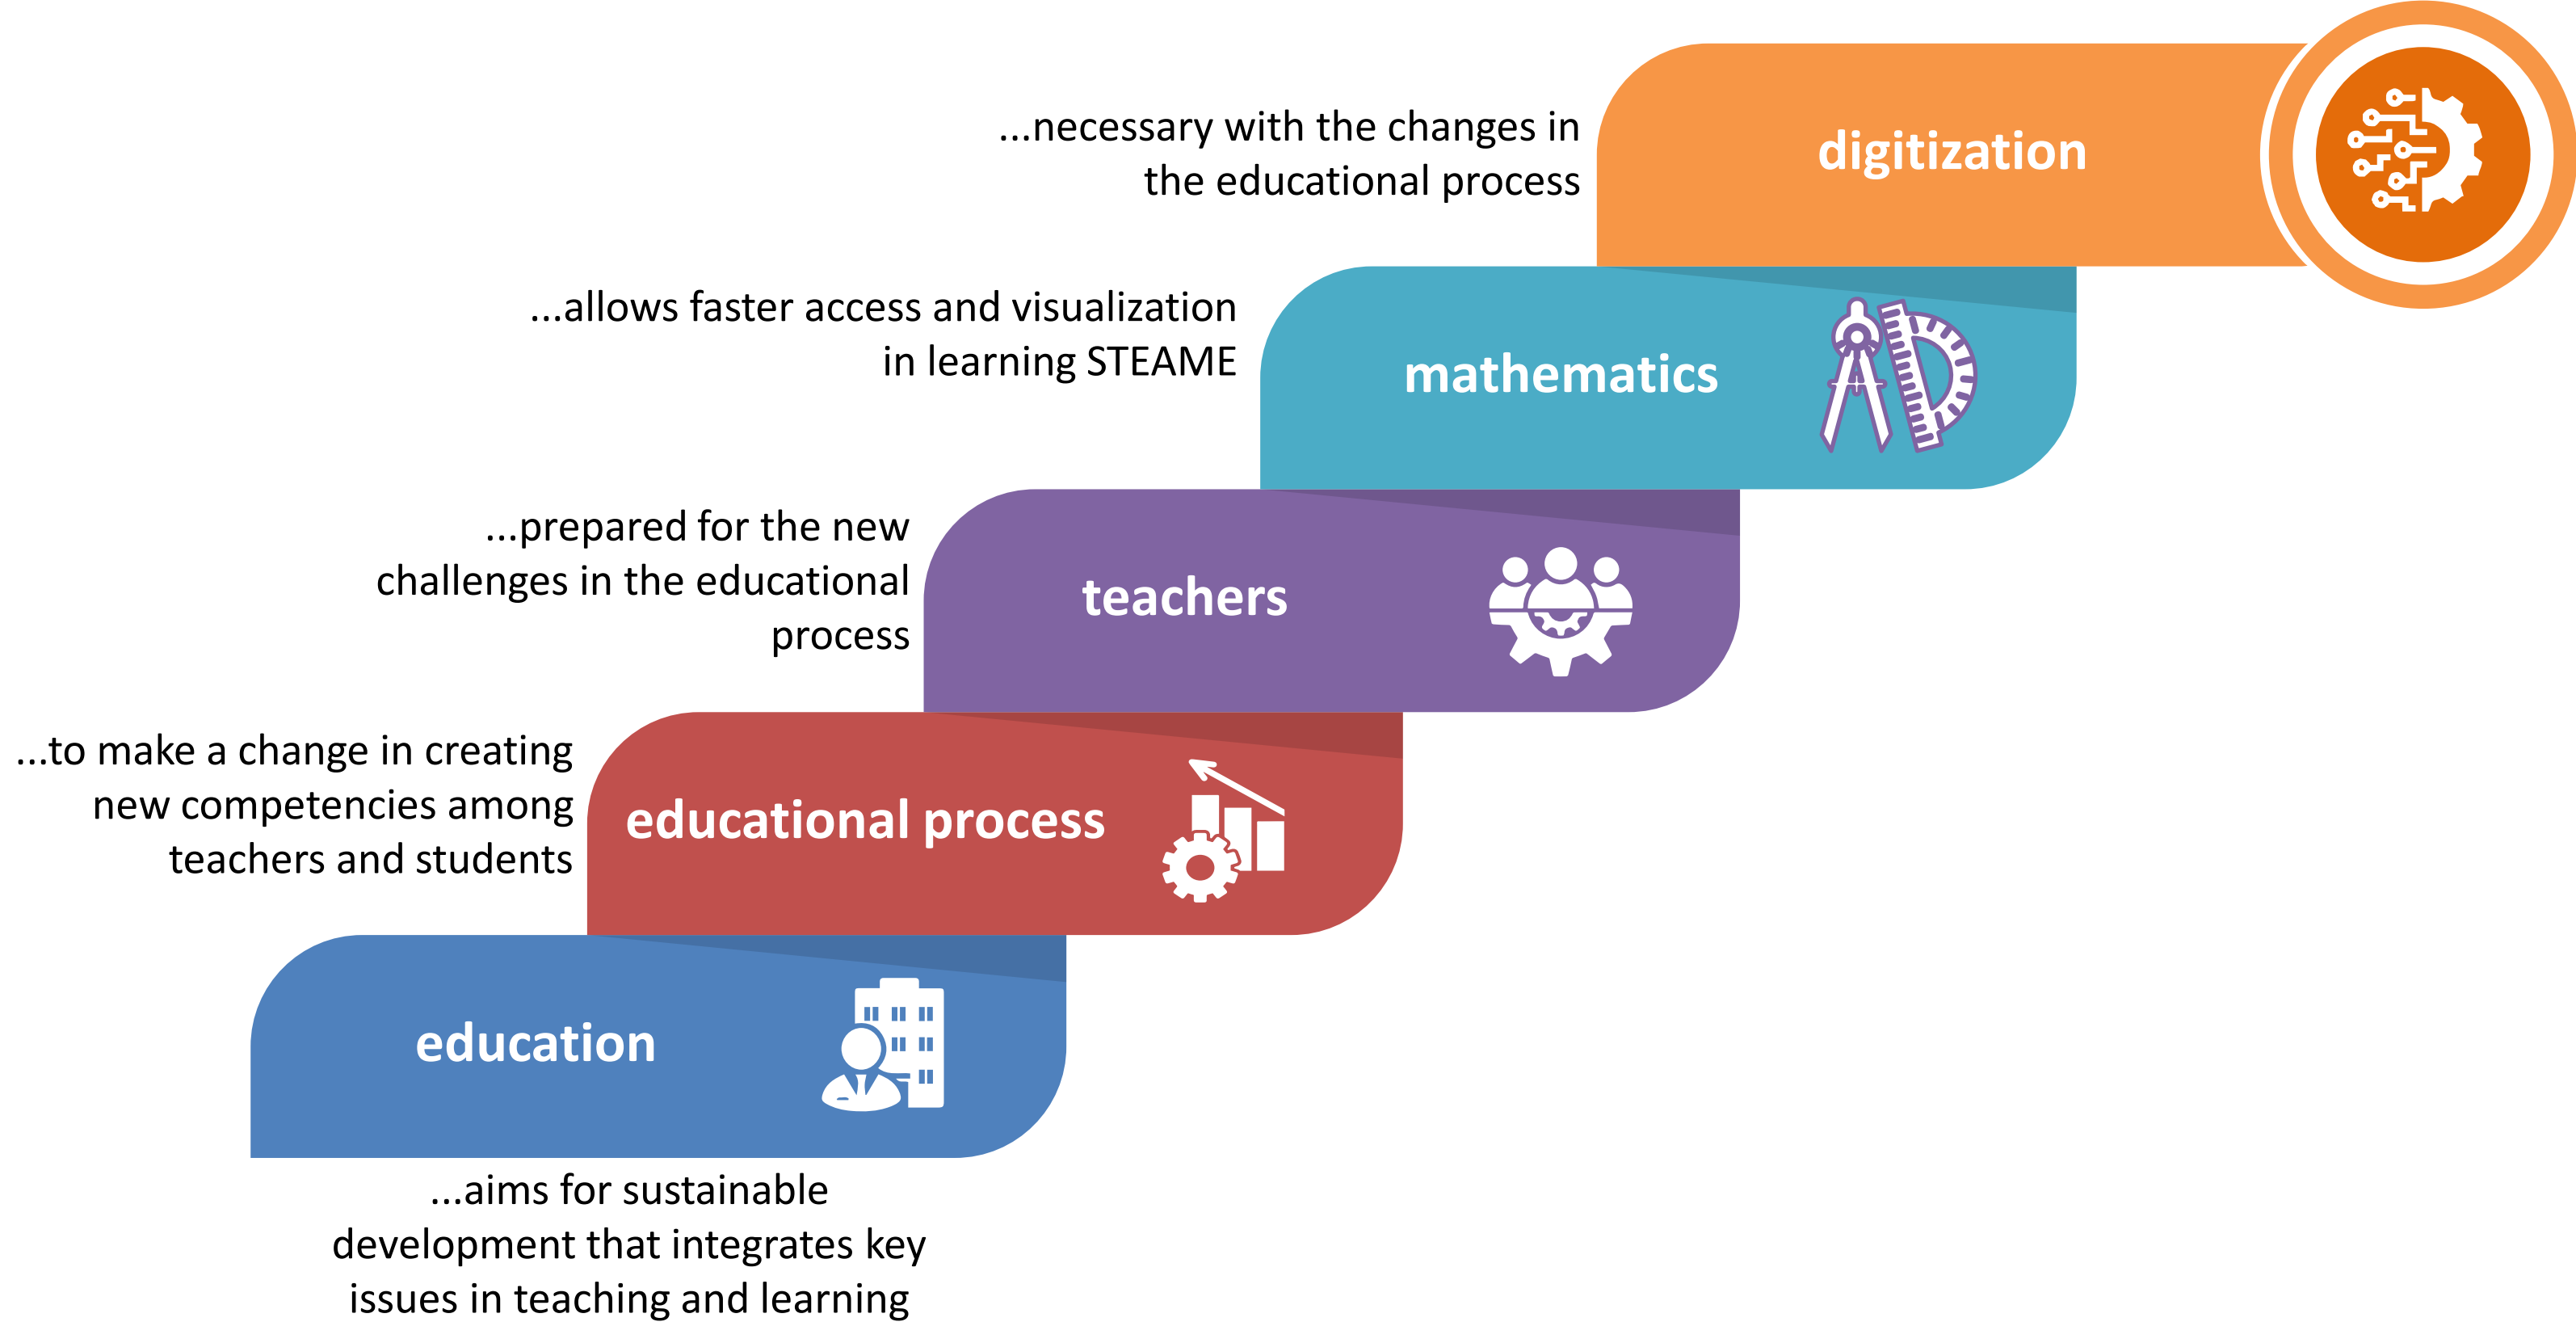 ...necessary with the changes in
the educational process
digitization
...allows faster access and visualization
in learning STEAME
mathematics
...prepared for the new
challenges in the educational
process
teachers
...to make a change in creating
new competencies among
teachers and students
educational process
education
...aims for sustainable
development that integrates key
issues in teaching and learning